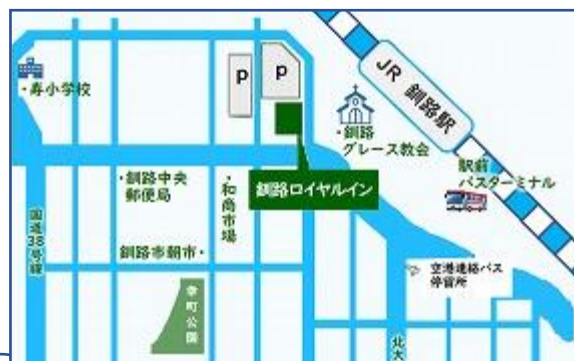 P
P
JR 釧路駅
・寿小学校
・釧路
グレース教会
駅前
バスターミナル
・釧路中央
郵便局
・和商市場
釧路ロイヤルイン
国道38号線
釧路市朝市・
空港連絡バス
停留所
幸町公園
北大